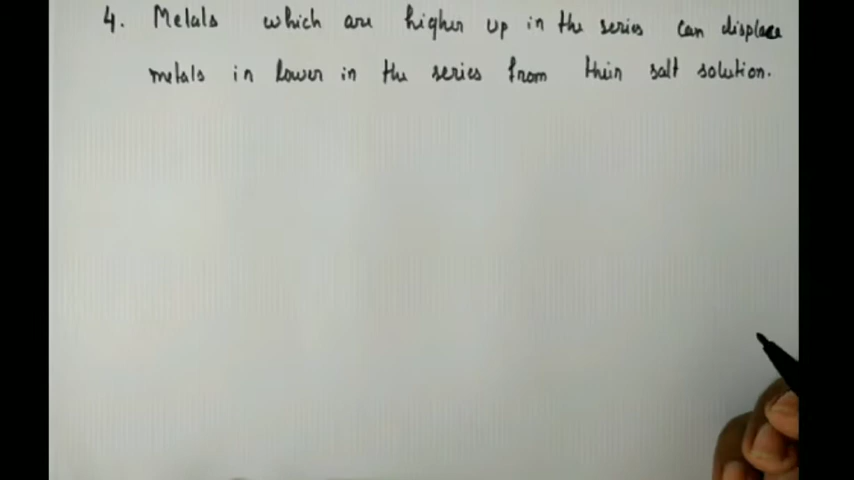 4. Metals which are higher up in the series can displace
metals in lower in the series from their salt solution.